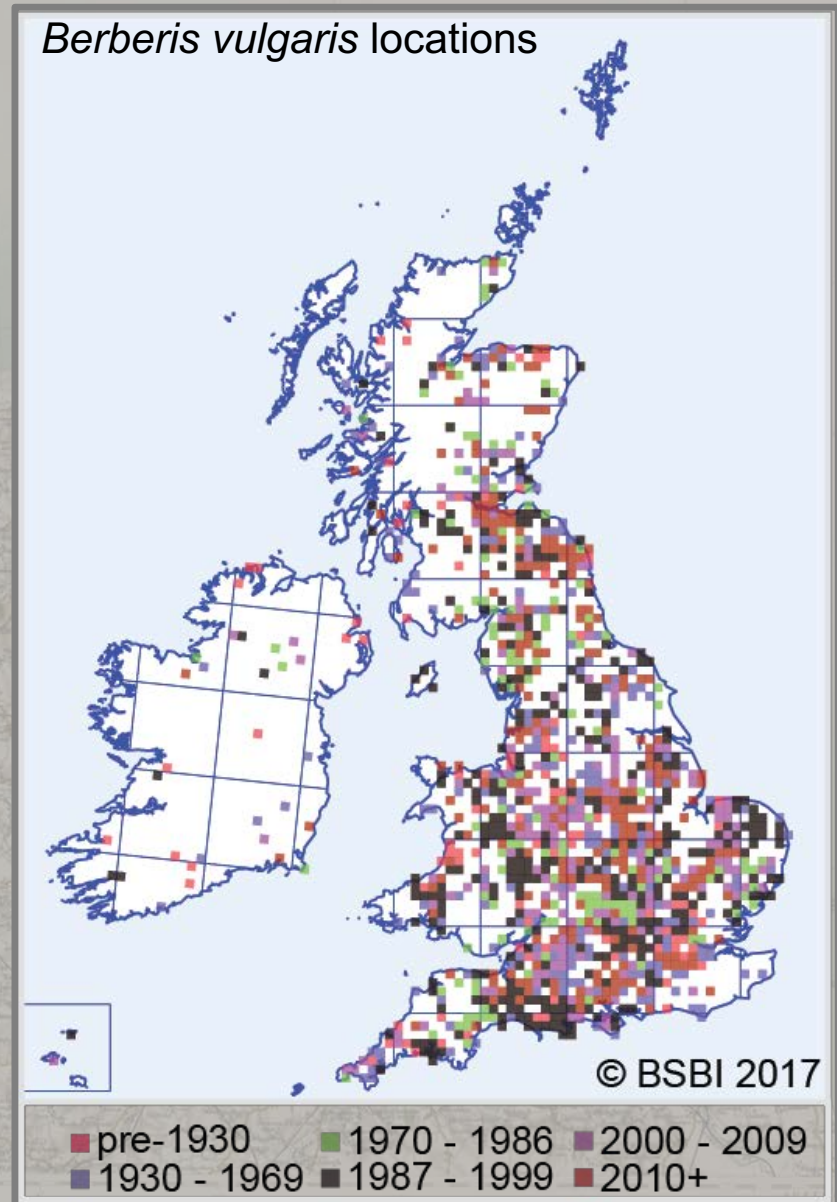 Berberis vulgaris locations
© BSBI 2017
pre-1930 1970 - 1986 2000 - 2009
1930 - 1969 1987 - 1999 2010+